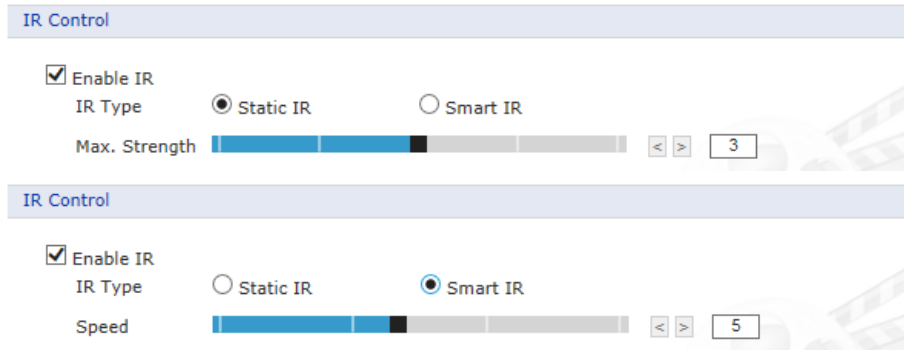 IR Control
Enable IR
IR Type Static IR Smart IR
Max. Strength < > 3
IR Control
Enable IR
IR Type Static IR Smart IR
Speed < > 5